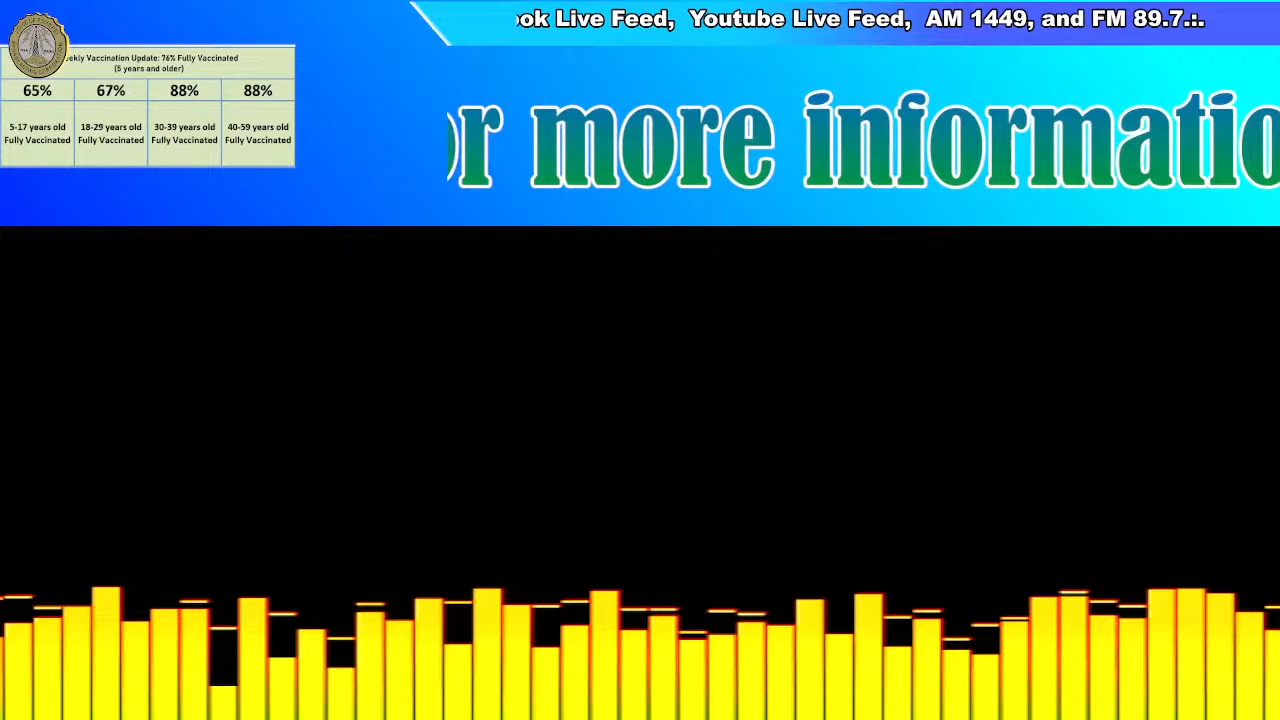 ok Live Feed, Youtube Live Feed, AM 1449, and FM 89.7.:.
ekly Vaccination Update: 76% Fully Vaccinated
(5 years and older)
65% 67% 88% 88%
5-17 years old 18-29 years old 30-39 years old 40-59 years old
Fully Vaccinated Fully Vaccinated Fully Vaccinated Fully Vaccinated
or more informatio